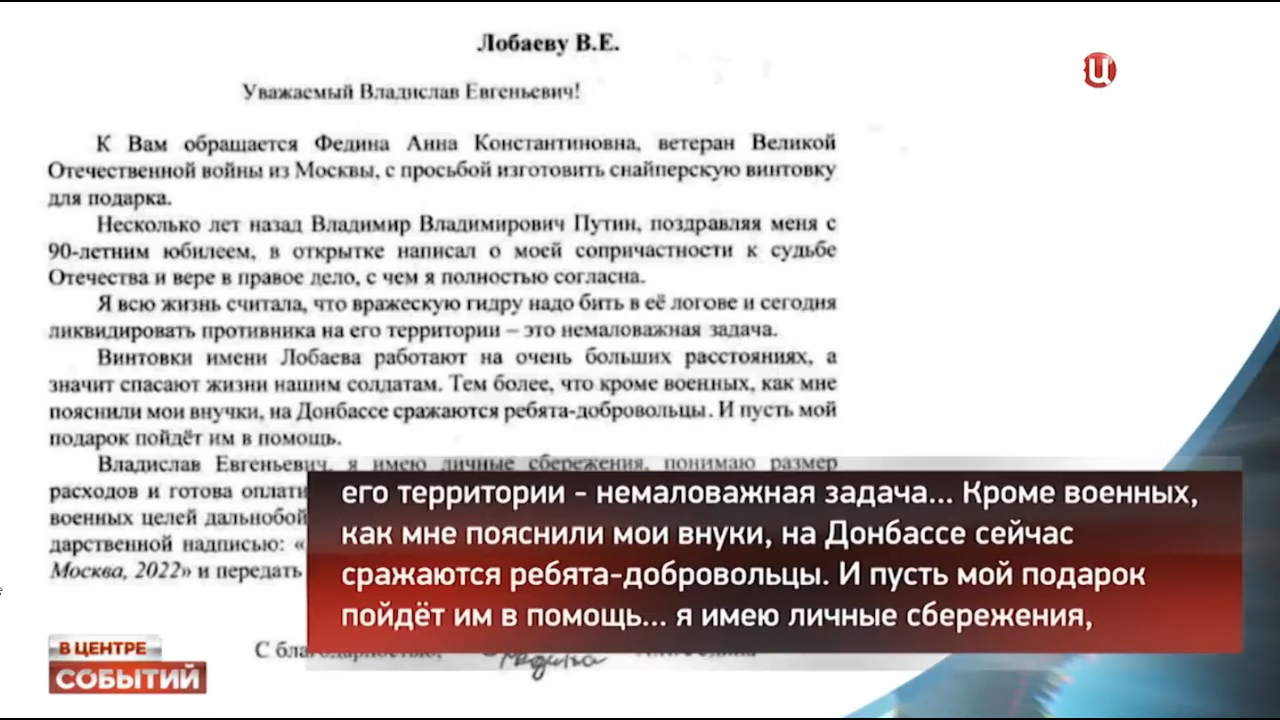 Лобаеву В.Е.
Ц
Уважаемый Владислав Евгеньевич!
К Вам обращается Федина Анна Константиновна, ветеран Великой
Отечественной войны из Москвы, с просьбой изготовить снайперскую винтовку
для подарка.
Несколько лет назад Владимир Владимирович Путин, поздравляя меня с
90-летним юбилеем, в открытке написал о моей сопричастности к судьбе
Отечества и вере в правое дело, с чем я полностью согласна.
Я всю жизнь считала, что вражескую гидру надо бить в её логове и сегодня
ликвидировать противника на его территории – это немаловажная задача.
Винтовки имени Лобаева работают на очень больших расстояниях, а
значит спасают жизни нашим солдатам. Тем более, что кроме военных, как мне
пояснили мои внучки, на Донбассе сражаются ребята-добровольцы. И пусть мой
подарок пойдёт им в помощь.
Владислав Евгеньевич, я имею личные сбережения, понимаю размер
расходов и готова оплати
военных целей дальнобой
дарственной надписью: «
Москва, 2022» и передать
его территории - немаловажная задача... Кроме военных,
как мне пояснили мои внуки, на Донбассе сейчас
сражаются ребята-добровольцы. И пусть мой подарок
пойдёт им в помощь... я имею личные сбережения,
С благодарностью,
В ЦЕНТРЕ
СОБЫТИЙ